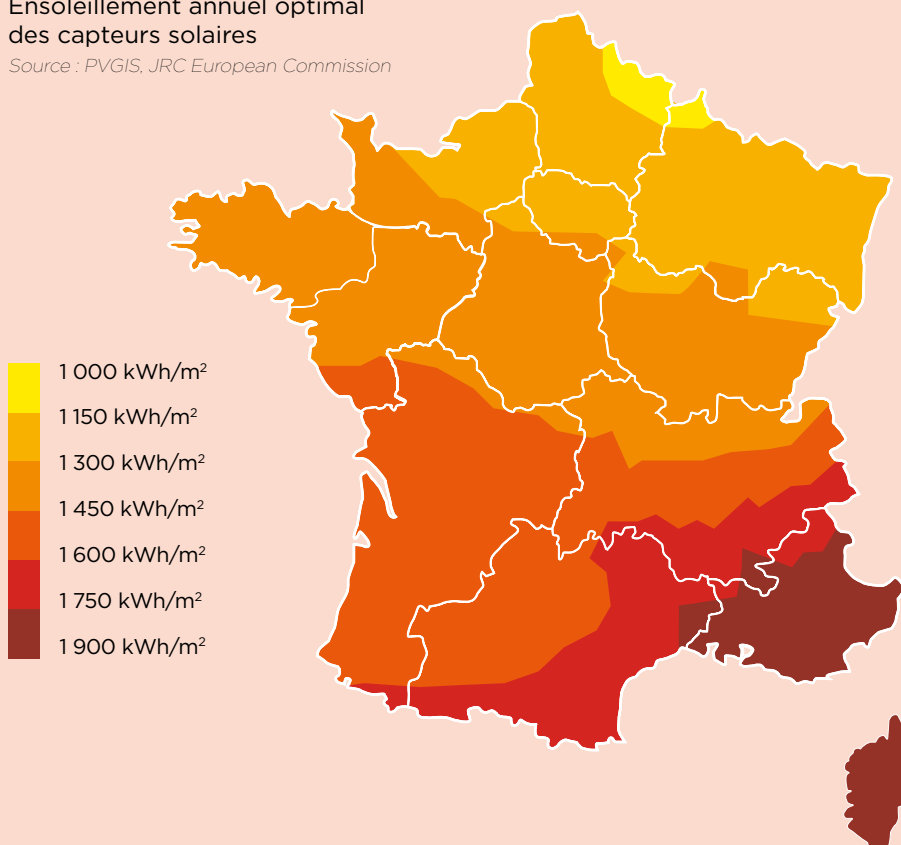 Ensoleillement annuel optimal
des capteurs solaires
Source : PVGIS, JRC European Commission
1 000 kWh/m²
1 150 kWh/m²
1 300 kWh/m²
1 450 kWh/m²
1 600 kWh/m²
1 750 kWh/m²
1 900 kWh/m²